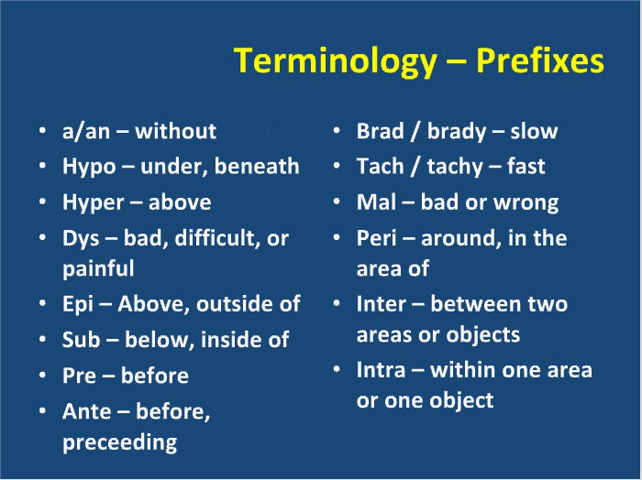 Terminology – Prefixes
• a/an – without
• Hypo – under, beneath
• Hyper – above
• Dys – bad, difficult, or
painful
• Epi – Above, outside of
• Sub – below, inside of
• Pre – before
• Ante – before,
preceeding
• Brad / brady – slow
• Tach / tachy – fast
• Mal – bad or wrong
• Peri – around, in the
area of
• Inter – between two
areas or objects
• Intra – within one area
or one object